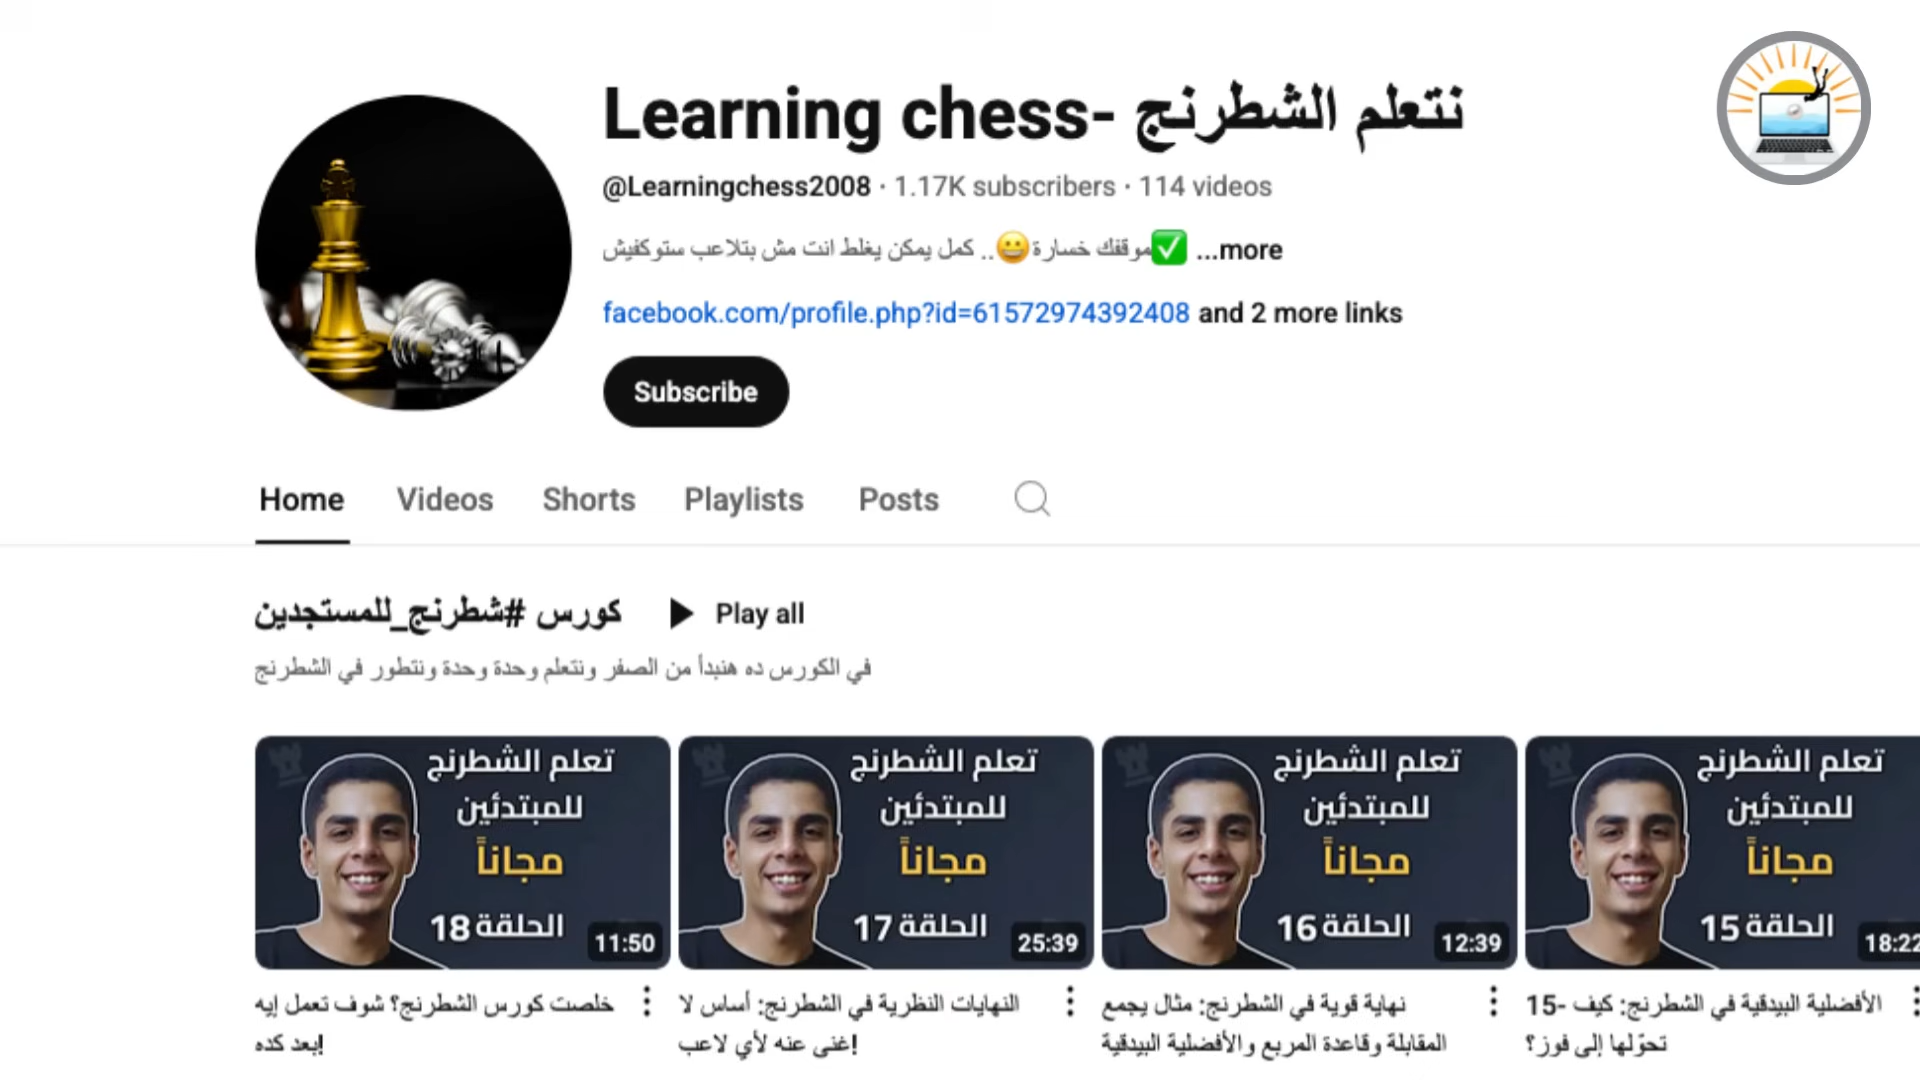 Learning chess- نتعلم الشطرنج
@Learningchess2008 · 1.17K subscribers · 114 videos
موقفك خسارة😀.. كمل يمكن يغلط انت مش بتلاعب ستوكفيش✅ ...more
facebook.com/profile.php?id=61572974392408 and 2 more links
Subscribe
Home Videos Shorts Playlists Posts
كورس #شطرنج_للمستجدين Play all
في الكورس ده هنبدأ من الصفر ونتعلم وحدة وحدة ونتطور في الشطرنج
تعلم الشطرنج
للمبتدئين
مجاناً
الحلقة 18
11:50
تعلم الشطرنج
للمبتدئين
مجاناً
الحلقة 17
25:39
تعلم الشطرنج
للمبتدئين
مجاناً
الحلقة 16
12:39
تعلم الشطرنج
للمبتدئين
مجاناً
الحلقة 15
18:22
خلصت كورس الشطرنج؟ شوف تعمل إيه
بعد كده!
النهايات النظرية في الشطرنج: أساس لا
غنى عنه لأي لاعب!
نهاية قوية في الشطرنج: مثال يجمع
المقابلة وقاعدة المربع والأفضلية البيدقية
15- الأفضلية البيدقية في الشطرنج: كيف
تحوّلها إلى فوز؟